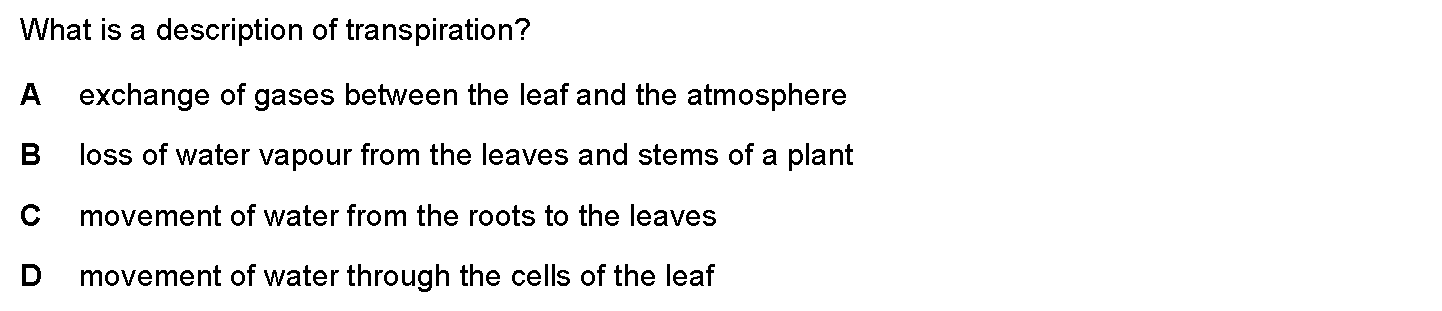 What is a description of transpiration?
A exchange of gases between the leaf and the atmosphere
B loss of water vapour from the leaves and stems of a plant
C movement of water from the roots to the leaves
D movement of water through the cells of the leaf